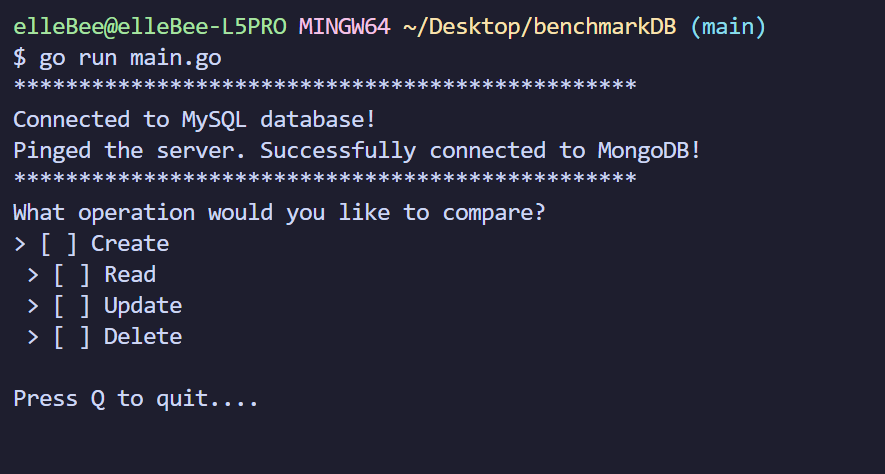 elleBee@elleBee-L5PRO MINGW64 ~/Desktop/benchmarkDB (main)
$ go run main.go
************************************************
Connected to MySQL database!
Pinged the server. Successfully connected to MongoDB!
************************************************
What operation would you like to compare?
> [ ] Create
 > [ ] Read
 > [ ] Update
 > [ ] Delete

Press Q to quit....